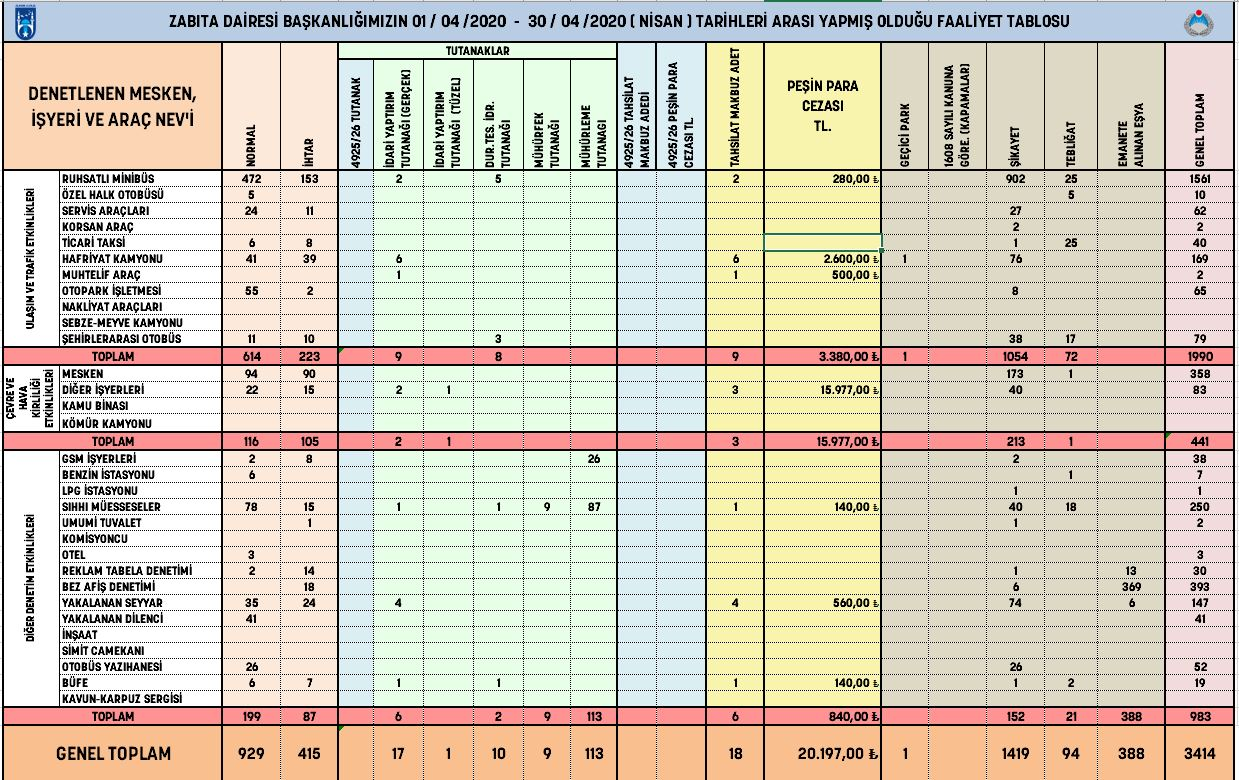 ZABITA DAİRESİ BAŞKANLIĞIMIZIN 01 / 04 /2020 - 30 / 04 /2020 ( NİSAN ) TARİHLERİ ARASI YAPMIŞ OLDUĞU FAALİYET TABLOSU
DENETLENEN MESKEN,
İŞYERİ VE ARAÇ NEV'İ
NORMAL
İHTAR
TUTANAKLAR
4925/26 TUTANAK
İDARİ YAPTIRIM
TUTANAĞI (GERÇEK)
İDARİ YAPTIRIM
TUTANAĞI (TÜZEL)
DUR.TES. İDR.
TUTANAĞI
MÜHÜRFEK
TUTANAĞI
MÜHÜRLEME
TUTANAGI
4925/26 TAHSİLAT
MAKBUZ ADEDİ
4925/26 PEŞİN PARA
CEZASI TL.
TAHSİLAT MAKBUZ ADET
PEŞİN PARA
CEZASI
TL.
GEÇİCİ PARK
1608 SAYILI KANUNA
GÖRE. (KAPAMALAR)
ŞİKAYET
TEBLİĞAT
EMANETE
ALINAN EŞYA
GENEL TOPLAM
ULAŞIM VE TRAFİK ETKİNLİKLERİ
RUHSATLI MİNİBÜS 472 153 2 5 2 280,00 ₺ 902 25 1561
ÖZEL HALK OTOBÜSÜ 5 5 10
SERVİS ARAÇLARI 24 11 27 62
KORSAN ARAÇ 2 2
TİCARİ TAKSİ 6 8 1 25 40
HAFRİYAT KAMYONU 41 39 6 6 2.600,00 ₺ 1 76 169
MUHTELİF ARAÇ 1 1 500,00 ₺ 2
OTOPARK İŞLETMESİ 55 2 8 65
NAKLİYAT ARAÇLARI
SEBZE-MEYVE KAMYONU
ŞEHİRLERARASI OTOBÜS 11 10 3 38 17 79
TOPLAM 614 223 9 8 9 3.380,00 ₺ 1 1054 72 1990
ÇEVRE VE
HAVA
KİRLİLİĞİ
ETKİNLİKLERİ
MESKEN 94 90 173 1 358
DİĞER İŞYERLERİ 22 15 2 1 3 15.977,00 ₺ 40 83
KAMU BİNASI
KÖMÜR KAMYONU
TOPLAM 116 105 2 1 3 15.977,00 ₺ 213 1 441
DİĞER DENETİM ETKİNLİKLERİ
GSM İŞYERLERİ 2 8 26 2 38
BENZİN İSTASYONU 6 1 7
LPG İSTASYONU 1 1
SIHHI MÜESSESELER 78 15 1 1 9 87 1 140,00 ₺ 40 18 250
UMUMİ TUVALET 1 1 2
KOMİSYONCU
OTEL 3 3
REKLAM TABELA DENETİMİ 2 14 1 13 30
BEZ AFİŞ DENETİMİ 18 6 369 393
YAKALANAN SEYYAR 35 24 4 4 560,00 ₺ 74 6 147
YAKALANAN DİLENCİ 41 41
İNŞAAT
SİMİT CAMEKANI
OTOBÜS YAZIHANESİ 26 26 52
BÜFE 6 7 1 1 1 140,00 ₺ 1 2 19
KAVUN-KARPUZ SERGİSİ
TOPLAM 199 87 6 2 9 113 6 840,00 ₺ 152 21 388 983
GENEL TOPLAM 929 415 17 1 10 9 113 18 20.197,00 ₺ 1 1419 94 388 3414